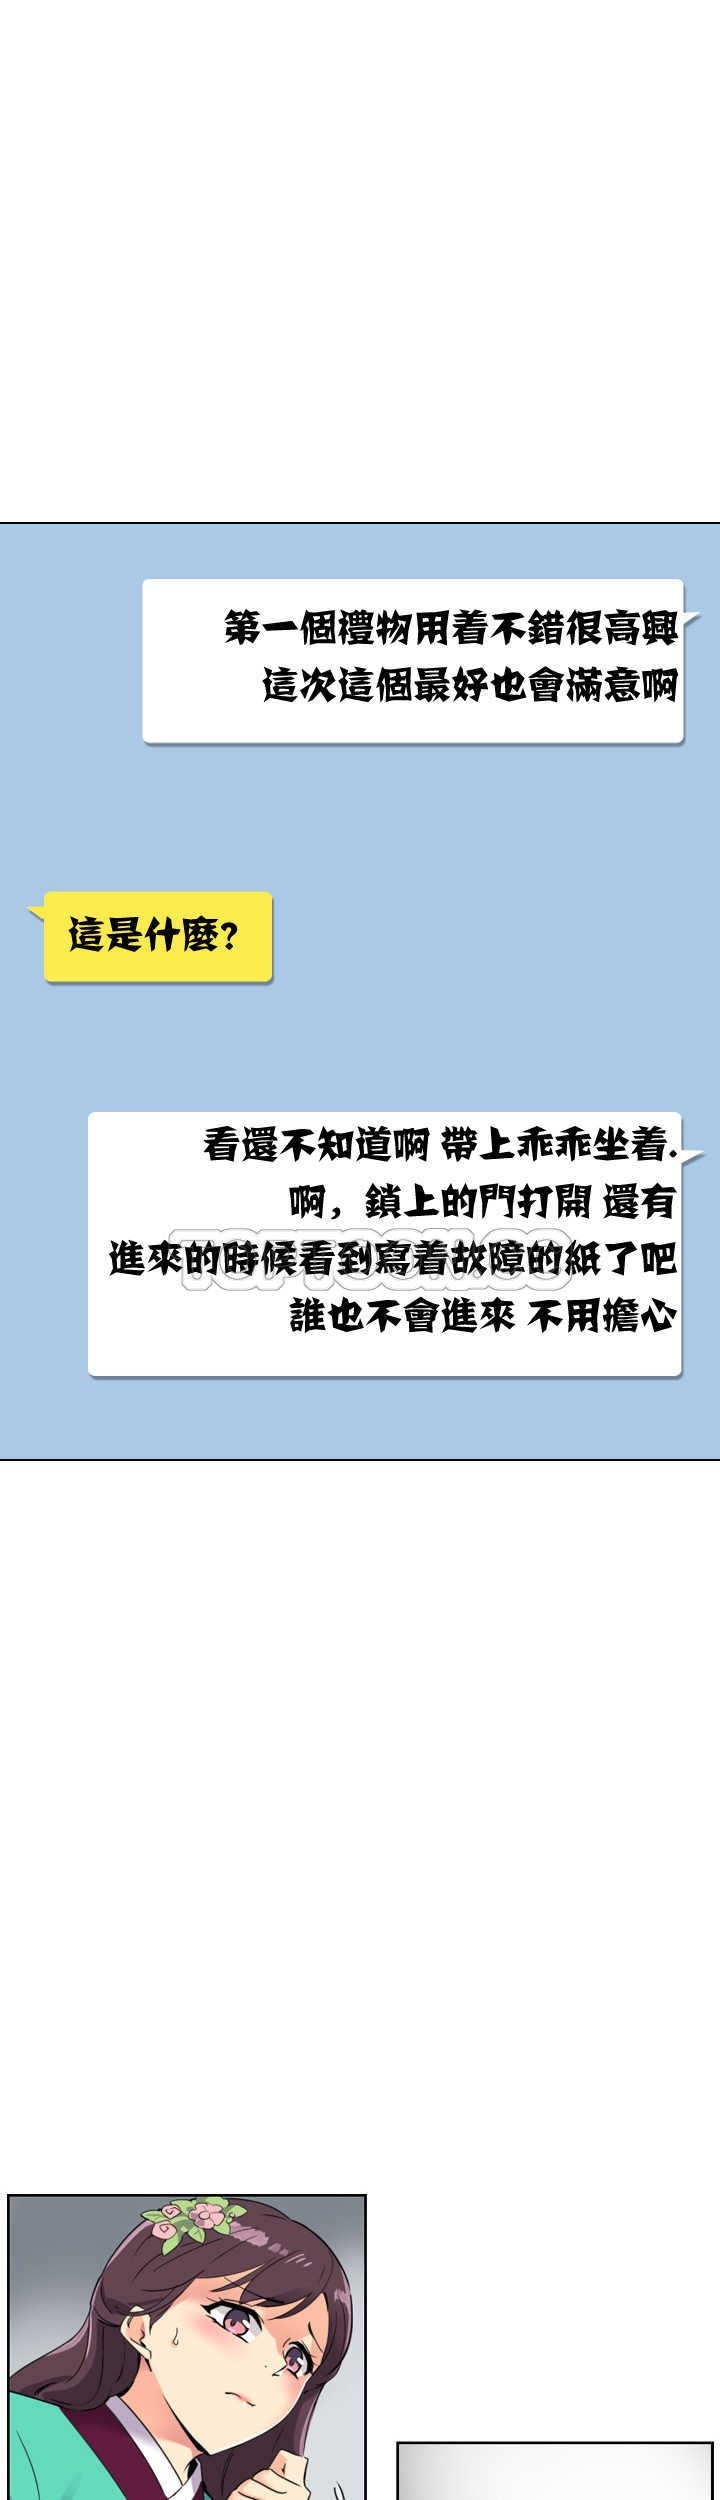 第一個禮物用着不錯很高興
這次這個最好也會滿意啊
這是什麼?
看還不知道啊 帶上乖乖坐着.
啊，鎖上的門打開 還有
進來的時候看到寫着故障的紙了吧
TOPTOON.CO
誰也不會進來 不用擔心